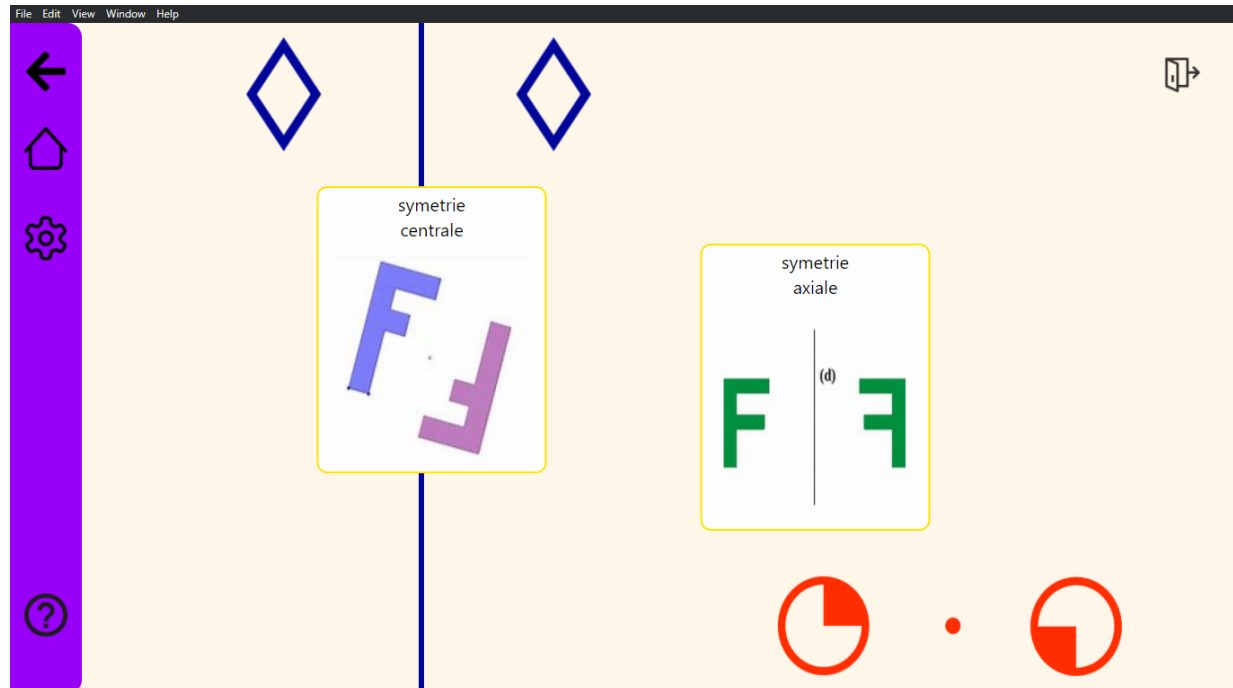 File Edit View Window Help
symetrie
centrale
F F
symetrie
axiale
(d)
F F